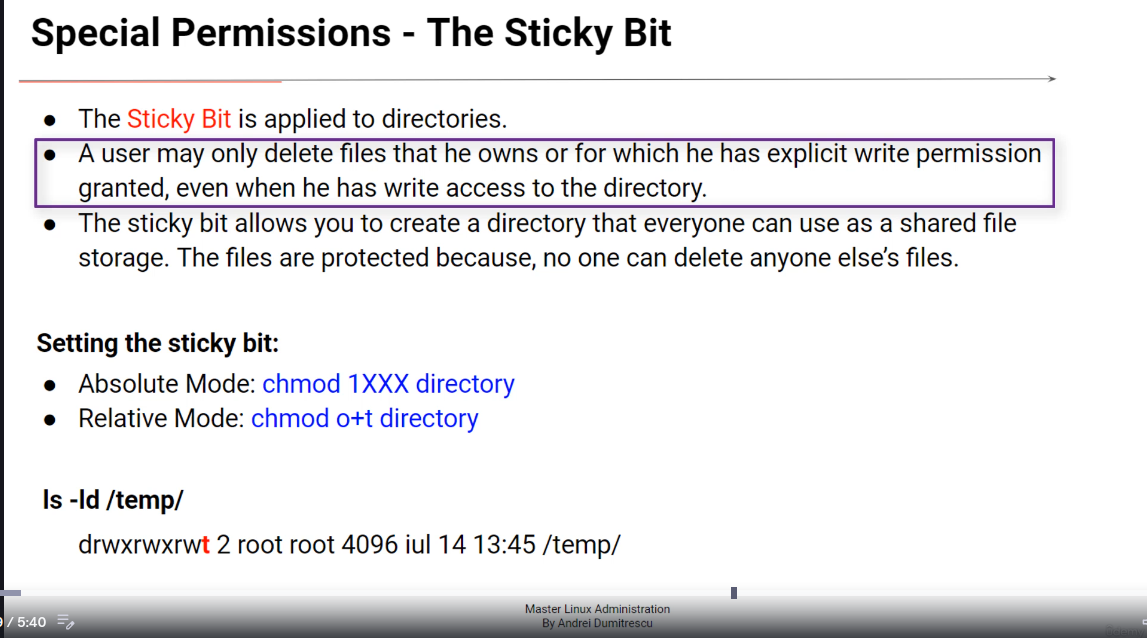 Special Permissions - The Sticky Bit
● The Sticky Bit is applied to directories.
● A user may only delete files that he owns or for which he has explicit write permission
granted, even when he has write access to the directory.
● The sticky bit allows you to create a directory that everyone can use as a shared file
storage. The files are protected because, no one can delete anyone else’s files.
Setting the sticky bit:
● Absolute Mode: chmod 1XXX directory
● Relative Mode: chmod o+t directory
ls -ld /temp/
drwxrwxrwt 2 root root 4096 iul 14 13:45 /temp/
Master Linux Administration
/ 5:40
By Andrei Dumitrescu